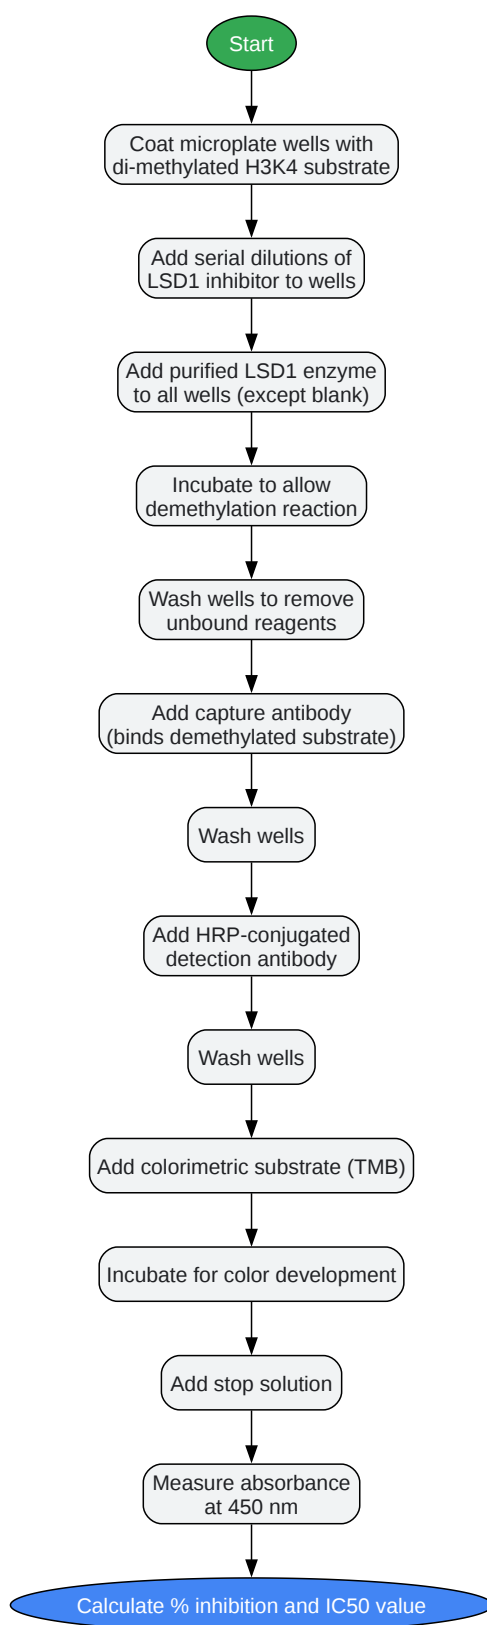 Start
Coat microplate wells with
di-methylated H3K4 substrate
Add serial dilutions of
LSD1 inhibitor to wells
Add purified LSD1 enzyme
to all wells (except blank)
Incubate to allow
demethylation reaction
Wash wells to remove
unbound reagents
Add capture antibody
(binds demethylated substrate)
Wash wells
Add HRP-conjugated
detection antibody
Wash wells
Add colorimetric substrate (TMB)
Incubate for color development
Add stop solution
Measure absorbance
at 450 nm
Calculate % inhibition and IC50 value